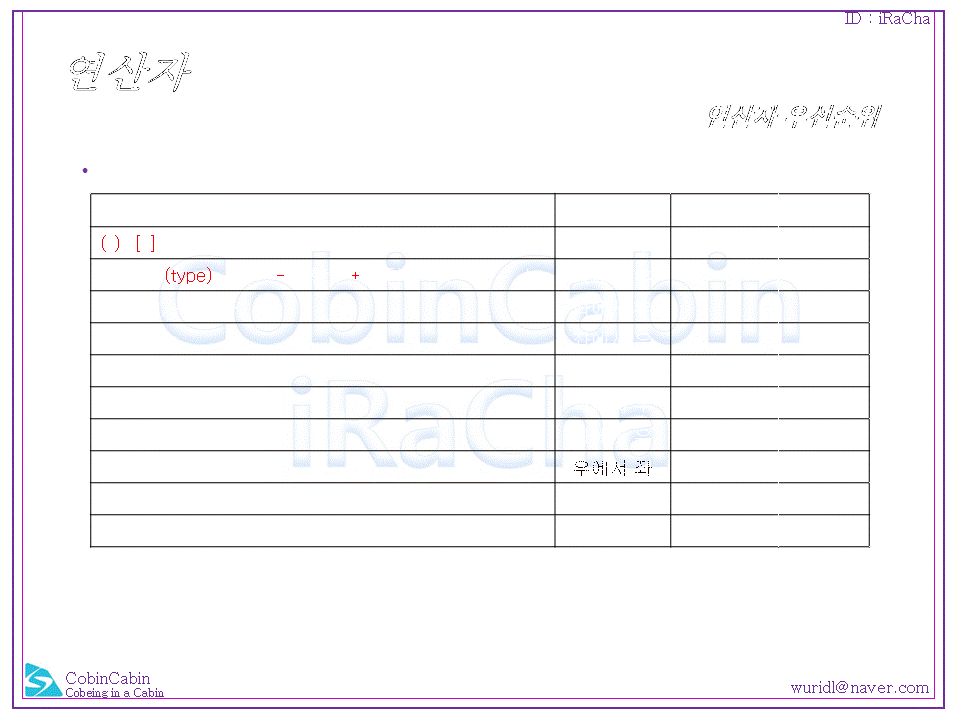 ID : iRaCha
연산자
연산자 우선순위
•
( ) [ ]
(type) - +
CobinCabin
iRaCha
우에서 좌
CobinCabin
Cobeing in a Cabin
wuridl@naver.com